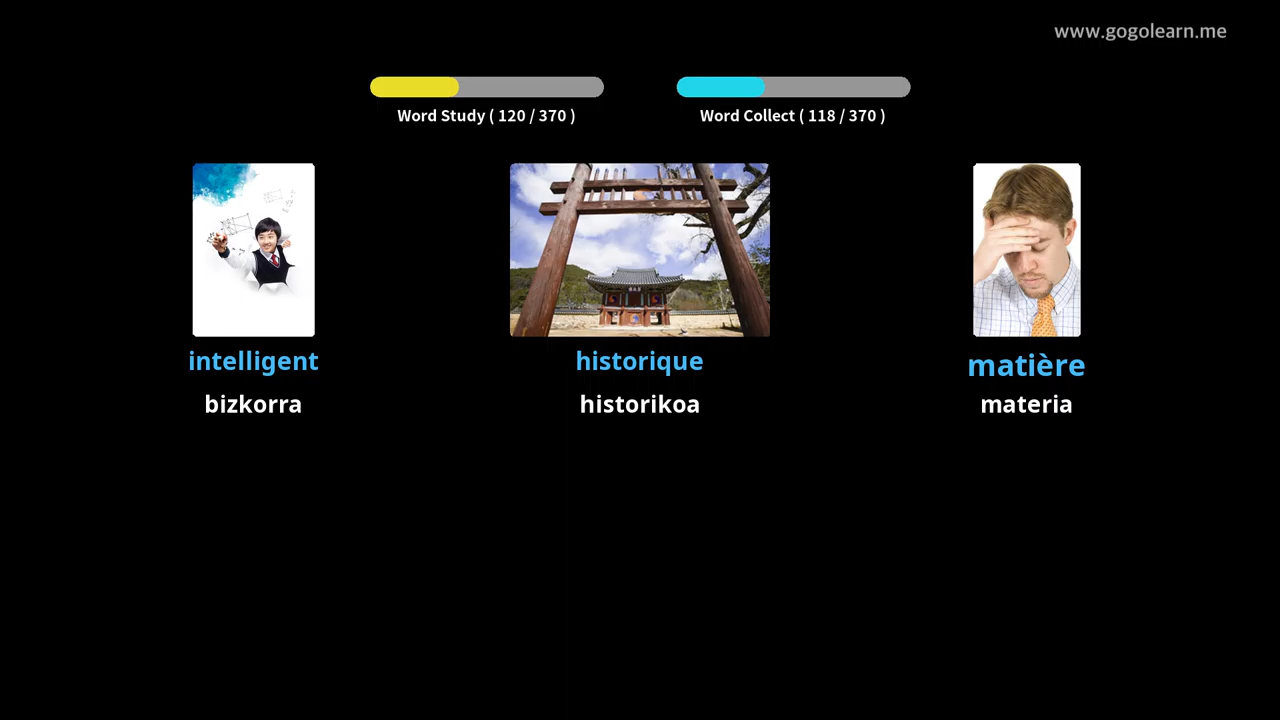 www.gogolearn.me
Word Study ( 120 / 370 )
Word Collect ( 118 / 370 )
intelligent
historique
matière
bizkorra
historikoa
materia